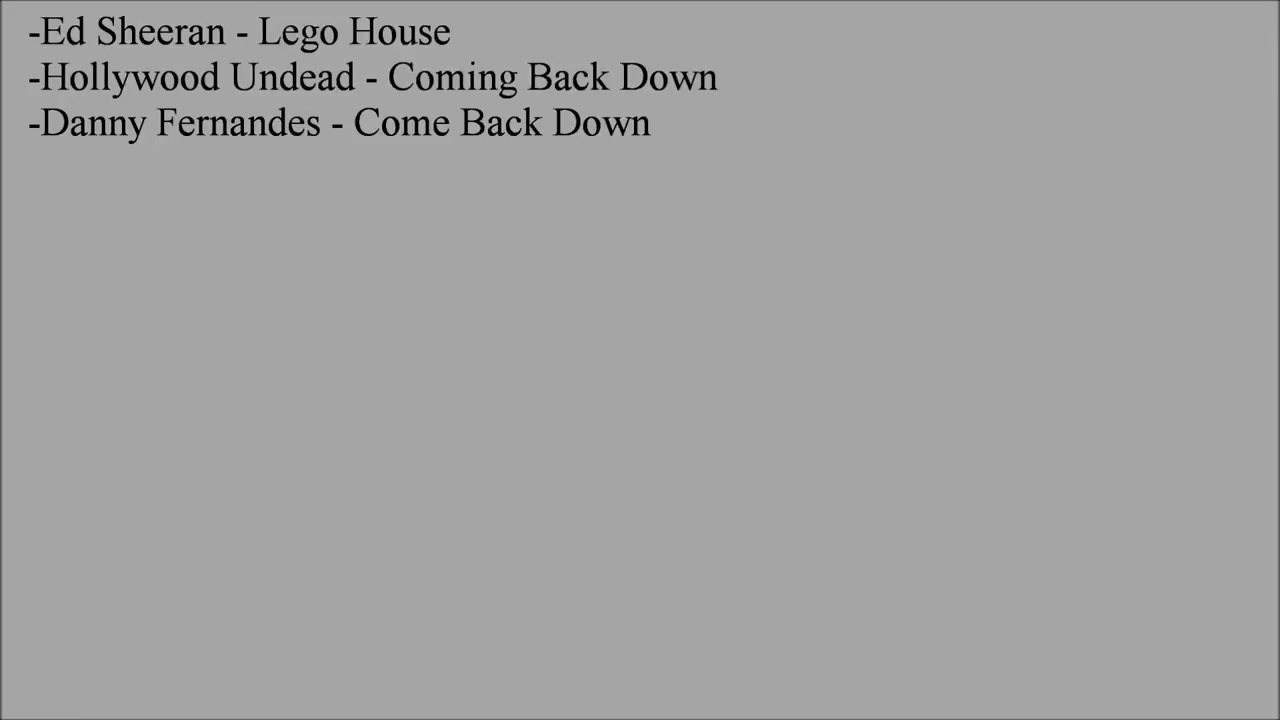 -Ed Sheeran - Lego House
-Hollywood Undead - Coming Back Down
-Danny Fernandes - Come Back Down